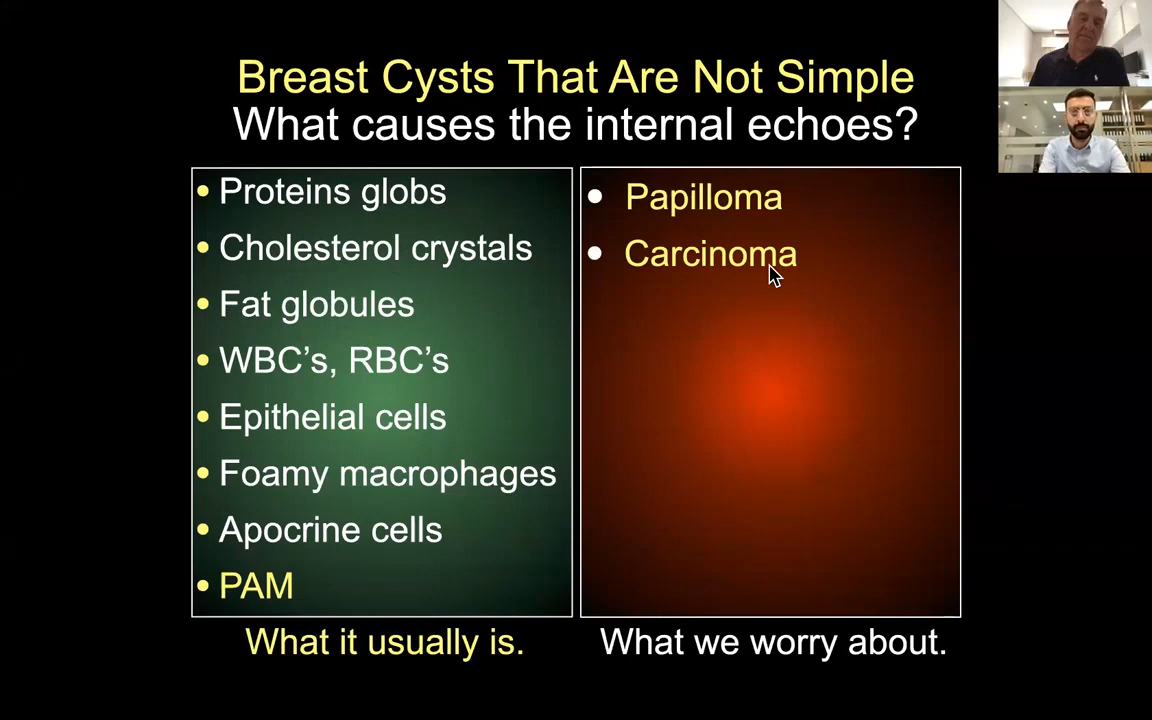 Breast Cysts That Are Not Simple
What causes the internal echoes?
• Proteins globs
• Cholesterol crystals
• Fat globules
• WBC’s, RBC’s
• Epithelial cells
• Foamy macrophages
• Apocrine cells
• PAM
What it usually is.
• Papilloma
• Carcinoma
What we worry about.